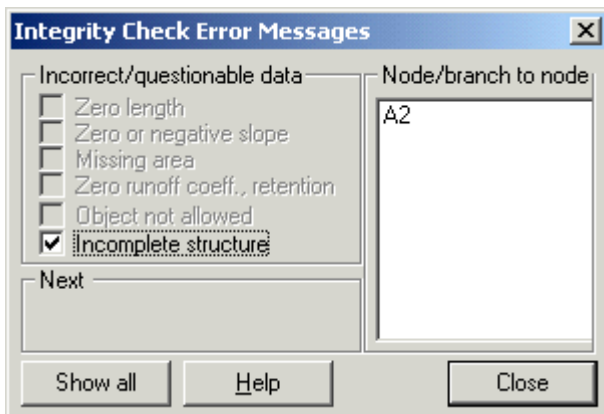 Integrity Check Error Messages
Incorrect/questionable data
Zero length
Zero or negative slope
Missing area
Zero runoff coeff., retention
Object not allowed
Incomplete structure
Next
Node/branch to node
A2
Show all
Help
Close